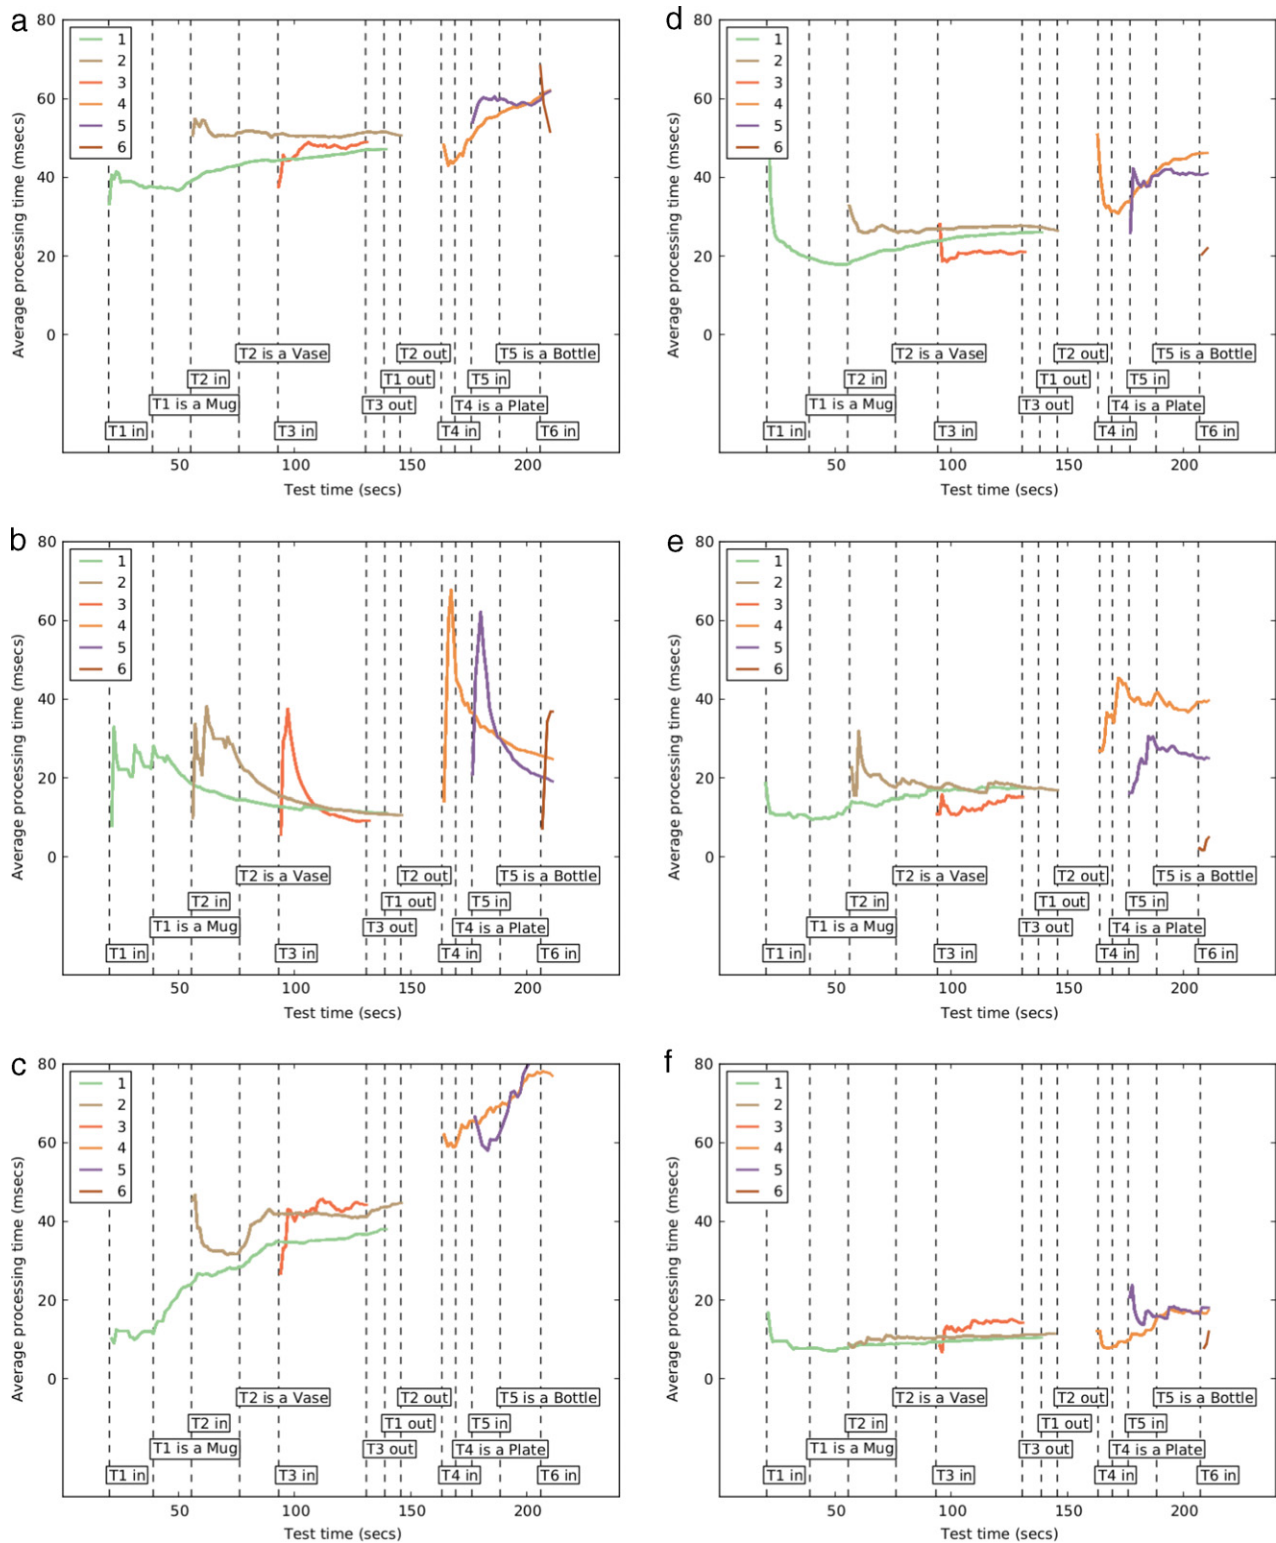 a
80
60
40
20
0
Average processing time (msecs)
1
2
3
4
5
6
T2 is a Vase
T2 out
T5 is a Bottle
T2 in
T1 out
T5 in
T1 is a Mug
T3 out
T4 is a Plate
T1 in
T3 in
T4 in
T6 in
50
100
150
200
Test time (secs)
d
80
60
40
20
0
Average processing time (msecs)
1
2
3
4
5
6
T2 is a Vase
T2 out
T5 is a Bottle
T2 in
T1 out
T5 in
T1 is a Mug
T3 out
T4 is a Plate
T1 in
T3 in
T4 in
T6 in
50
100
150
200
Test time (secs)
b
80
60
40
20
0
Average processing time (msecs)
1
2
3
4
5
6
T2 is a Vase
T2 out
T5 is a Bottle
T2 in
T1 out
T5 in
T1 is a Mug
T3 out
T4 is a Plate
T1 in
T3 in
T4 in
T6 in
50
100
150
200
Test time (secs)
e
80
60
40
20
0
Average processing time (msecs)
1
2
3
4
5
6
T2 is a Vase
T2 out
T5 is a Bottle
T2 in
T1 out
T5 in
T1 is a Mug
T3 out
T4 is a Plate
T1 in
T3 in
T4 in
T6 in
50
100
150
200
Test time (secs)
c
80
60
40
20
0
Average processing time (msecs)
1
2
3
4
5
6
T2 is a Vase
T2 out
T5 is a Bottle
T2 in
T1 out
T5 in
T1 is a Mug
T3 out
T4 is a Plate
T1 in
T3 in
T4 in
T6 in
50
100
150
200
Test time (secs)
f
80
60
40
20
0
Average processing time (msecs)
1
2
3
4
5
6
T2 is a Vase
T2 out
T5 is a Bottle
T2 in
T1 out
T5 in
T1 is a Mug
T3 out
T4 is a Plate
T1 in
T3 in
T4 in
T6 in
50
100
150
200
Test time (secs)